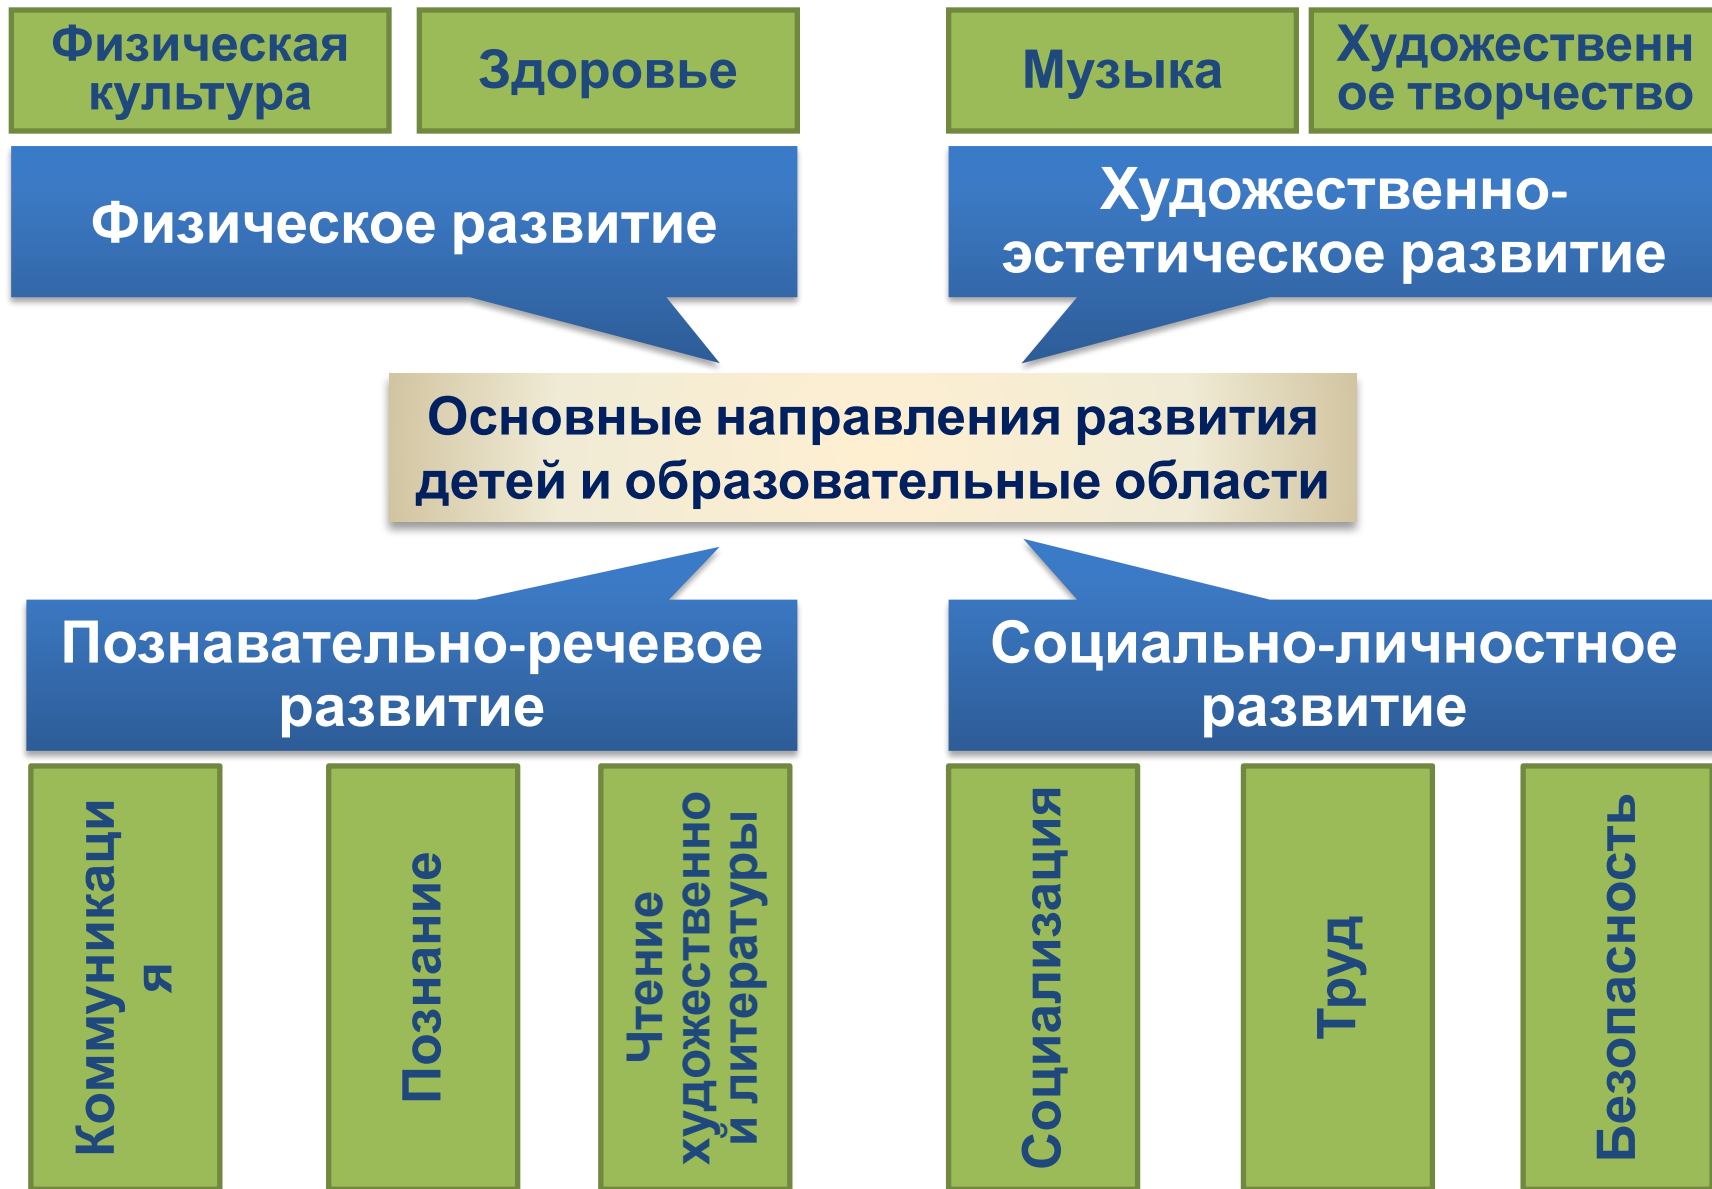 Физическая
культура
Здоровье
Музыка
Художественн
ое творчество
Физическое развитие
Художественно-
эстетическое развитие
Основные направления развития
детей и образовательные области
Познавательно-речевое
развитие
Социально-личностное
развитие
Коммуникаци
я
Познание
Чтение
художественно
й литературы
Социализация
Труд
Безопасность